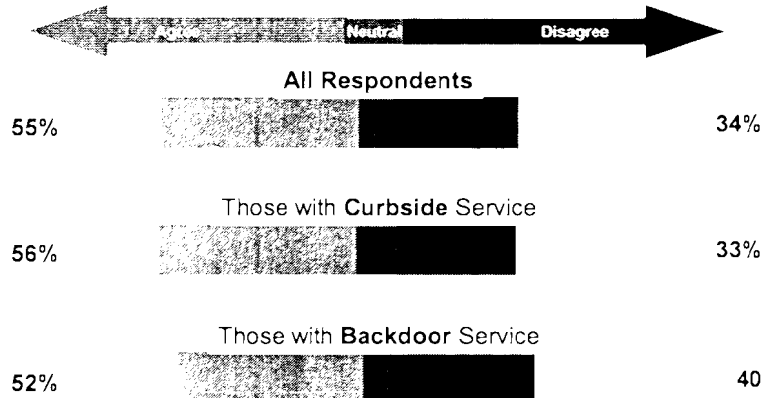 Agree Neutral Disagree
All Respondents
55% 34%
Those with Curbside Service
56% 33%
Those with Backdoor Service
52% 40